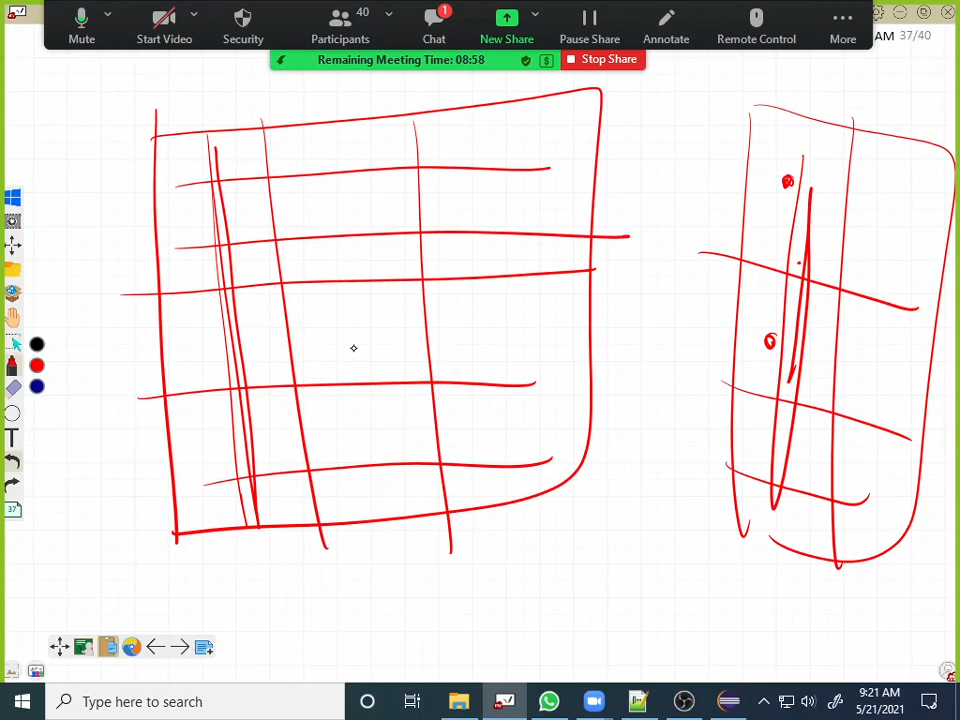 40
1
Mute
Start Video
Security
Participants
Chat
New Share
Pause Share
Annotate
Remote Control
More
AM 37/40
Remaining Meeting Time: 08:58
$
Stop Share
T
37
Type here to search
9:21 AM
5/21/2021